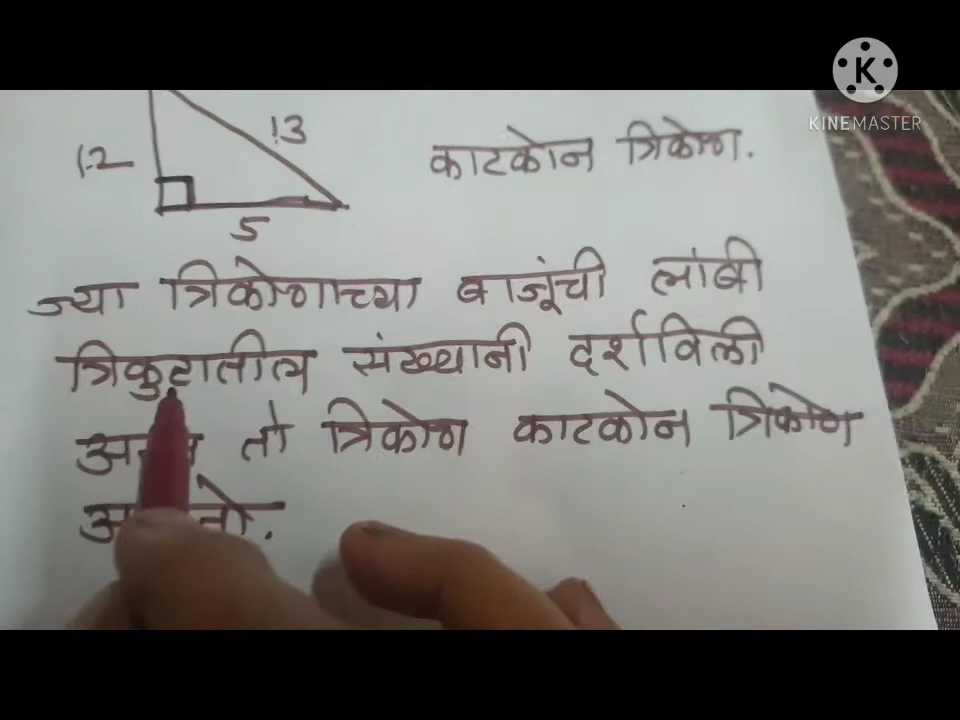 K
KINEMASTER
13
12
काटकोन त्रिकोण.
5
ज्या त्रिकोणाच्या बाजूंची लांबी
त्रिकुटातील संख्यानी दर्शविली
तो त्रिकोण काटकोन त्रिकोण